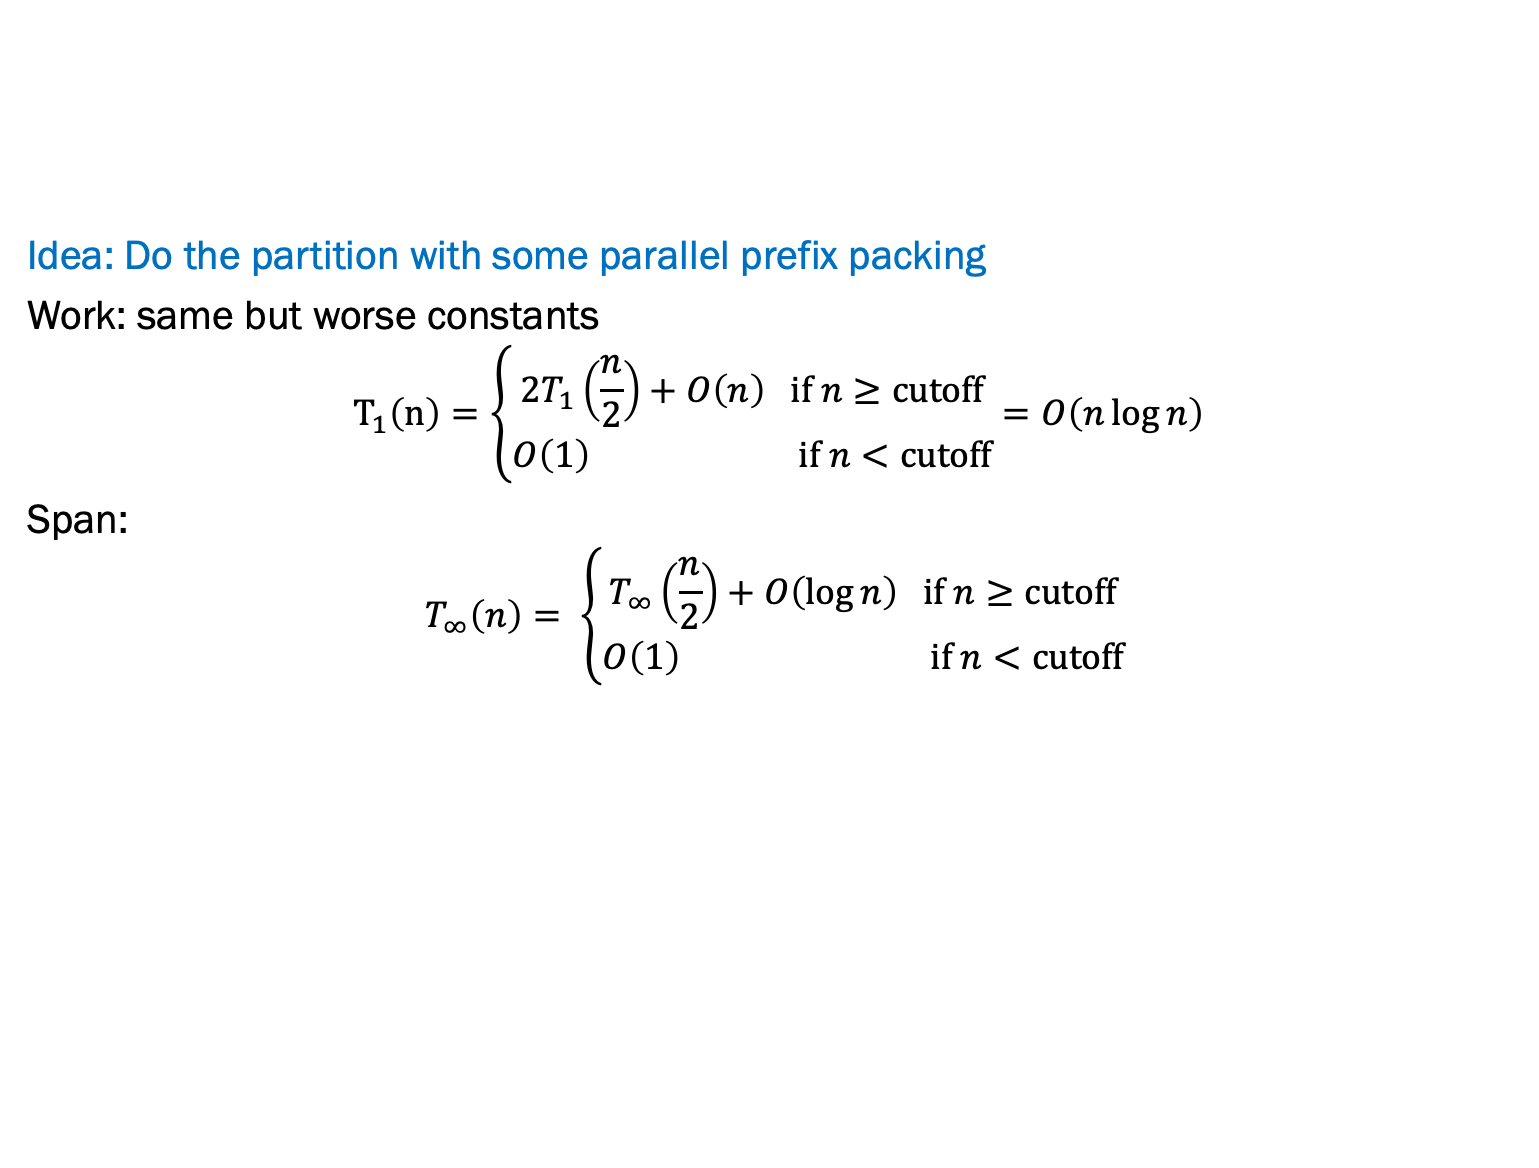 Idea: Do the partition with some parallel prefix packing
Work: same but worse constants
T₁(n) = { 2T₁(n/2) + O(n) if n ≥ cutoff
O(1) if n < cutoff = O(n log n)
Span:
T∞(n) = { T∞(n/2) + O(log n) if n ≥ cutoff
O(1) if n < cutoff